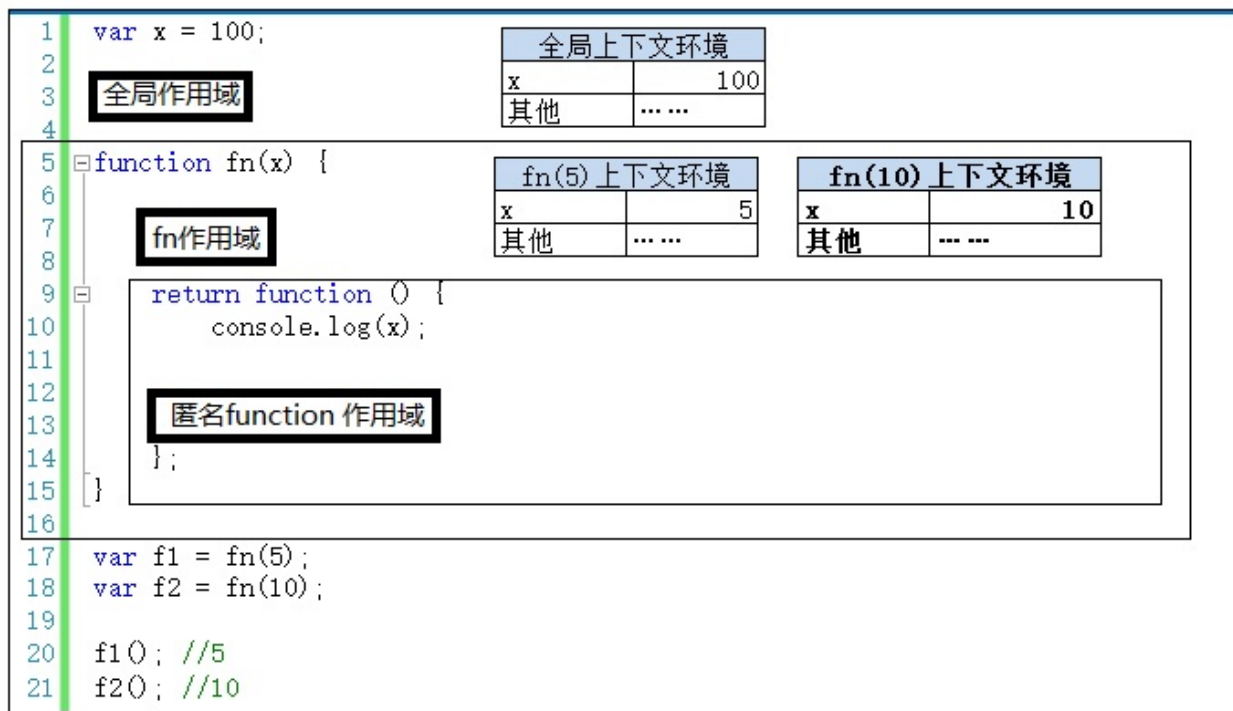 1 var x = 100;
全局上下文环境
2
x 100
3 全局作用域
其他 ……
4
5 function fn(x) {
fn(5)上下文环境 fn(10)上下文环境
6
x 5 x 10
7 fn作用域
其他 …… 其他 ……
8
9 return function () {
10 console.log(x);
11
12
匿名function 作用域
13
14 };
15 }
16
17 var f1 = fn(5);
18 var f2 = fn(10);
19
20 f1(); //5
21 f2(); //10